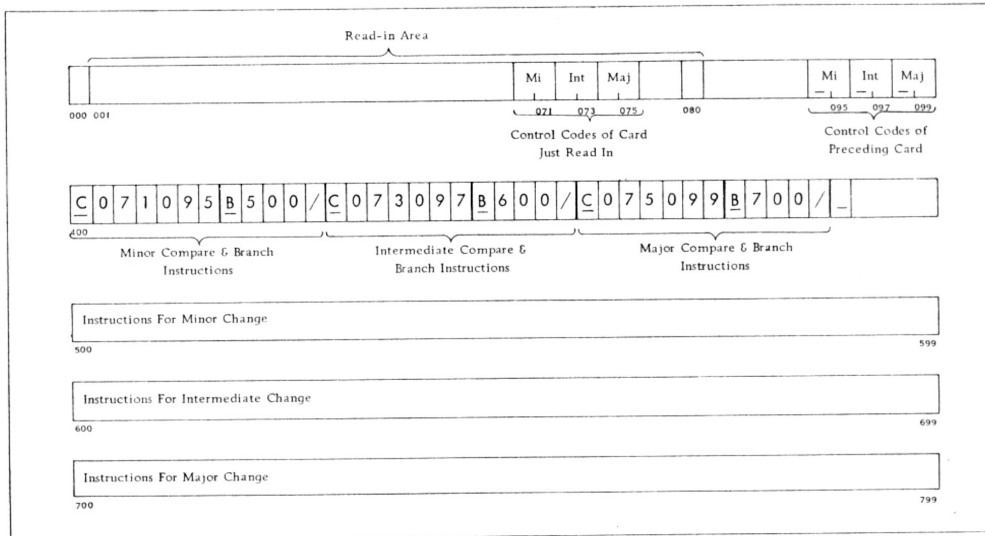 Read-in Area
Mi Int Maj Mi Int Maj
000 001 071 073 075 080 095 097 099
Control Codes of Card
Just Read In
Control Codes of
Preceding Card
C 0 7 1 0 9 5 B 5 0 0 / C 0 7 3 0 9 7 B 6 0 0 / C 0 7 5 0 9 9 B 7 0 0 / _
400
Minor Compare & Branch
Instructions
Intermediate Compare &
Branch Instructions
Major Compare & Branch
Instructions
Instructions For Minor Change
500 599
Instructions For Intermediate Change
600 699
Instructions For Major Change
700 799